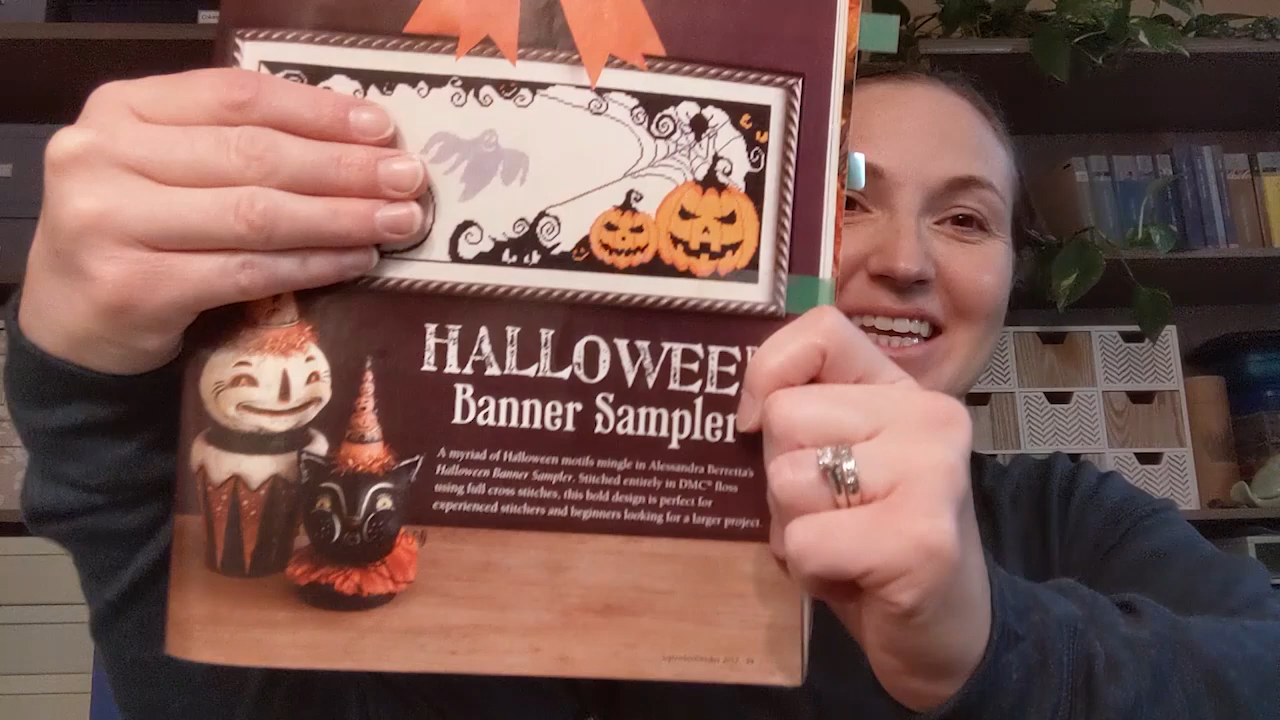 HALLOWEE
Banner Sampler
A myriad of Halloween motifs mingle in Alessandra Berretta's
Halloween Banner Sampler. Stitched entirely in DMC® floss
using full cross stitches, this bold design is perfect for
experienced stitchers and beginners looking for a larger project.